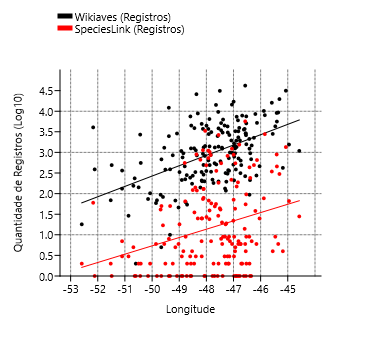 Wikiaves (Registros)
SpeciesLink (Registros)
Quantidade de Registros (Log10)
4.5
4.0
3.5
3.0
2.5
2.0
1.5
1.0
0.5
0.0
-53 -52 -51 -50 -49 -48 -47 -46 -45
Longitude